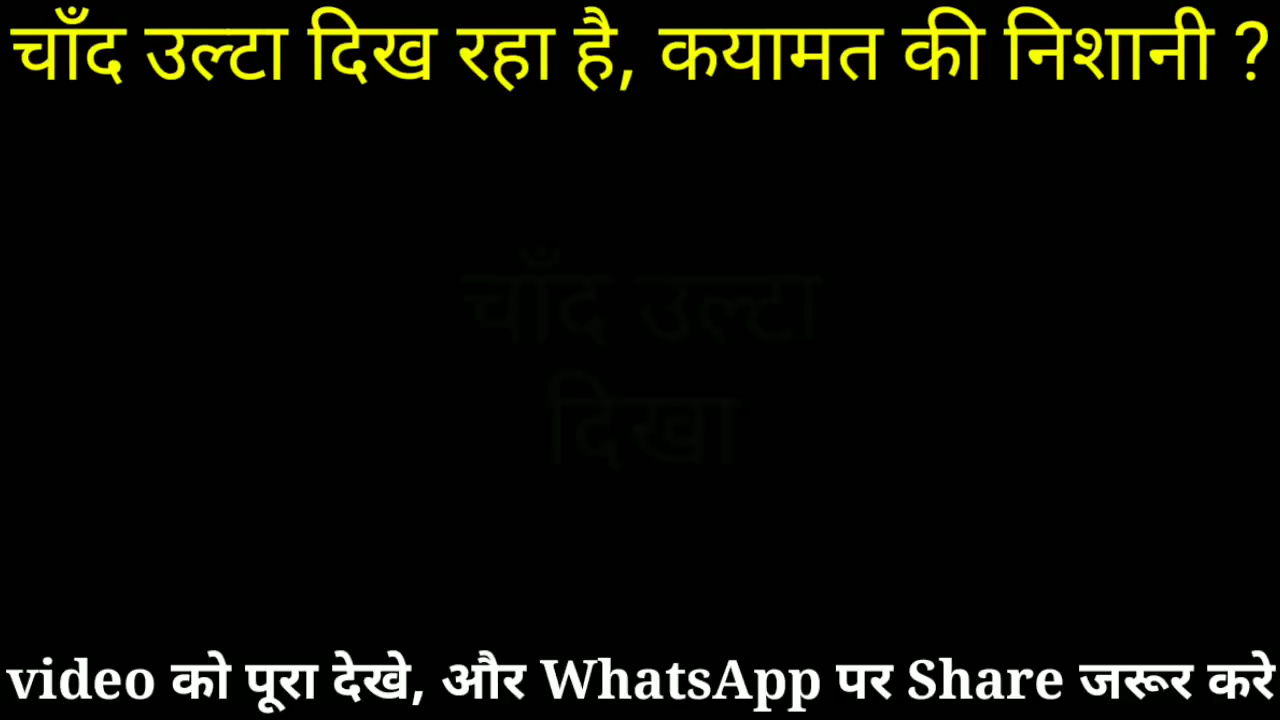 चाँद उल्टा दिख रहा है, कयामत की निशानी ?
चाँद उल्टा
दिखा
video को पूरा देखे, और WhatsApp पर Share जरूर करे